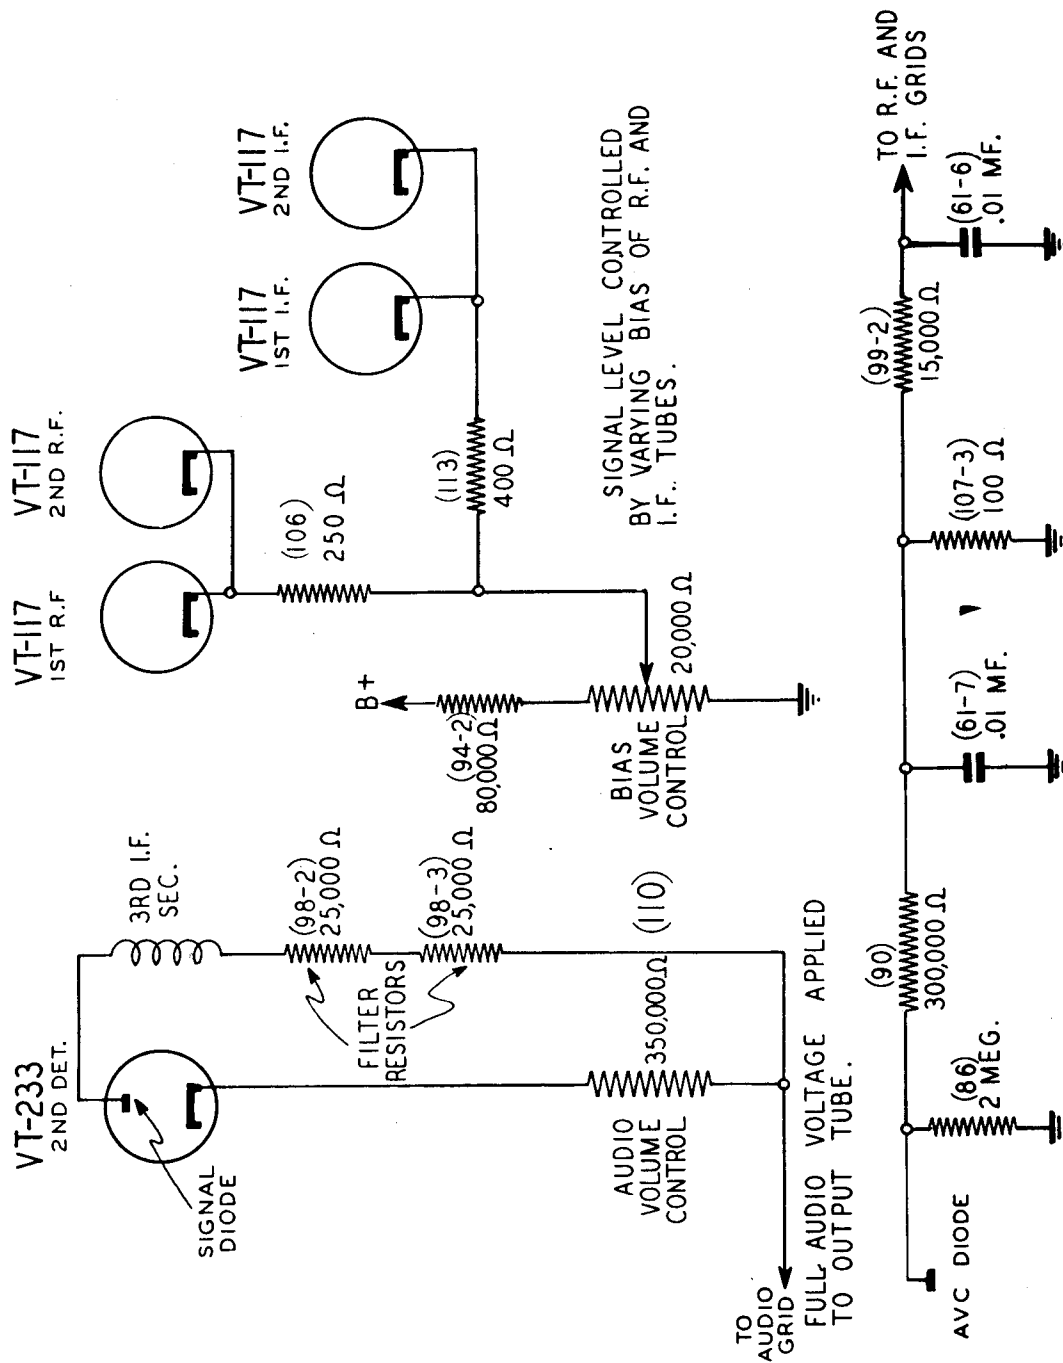 VT-233
2ND DET.
SIGNAL
DIODE
3RD I.F.
SEC.
(98-2)
25,000 Ω
FILTER
RESISTORS
(98-3)
25,000 Ω
AUDIO
VOLUME
CONTROL
350,000Ω
(110)
TO
AUDIO
GRID
FULL AUDIO VOLTAGE APPLIED
TO OUTPUT TUBE.
VT-117
1ST R.F
VT-117
2ND R.F.
VT-117
1ST I.F.
VT-117
2ND I.F.
(106)
250 Ω
(113)
400 Ω
B+
(94-2)
80,000Ω
BIAS
VOLUME
CONTROL
20,000Ω
SIGNAL LEVEL CONTROLLED
BY VARYING BIAS OF R.F. AND
I.F. TUBES.
AVC DIODE
(86)
2 MEG.
(90)
300,000Ω
(61-7)
.01 MF.
(107-3)
100 Ω
(99-2)
15,000Ω
(61-6)
.01 MF.
TO R.F. AND
I.F. GRIDS